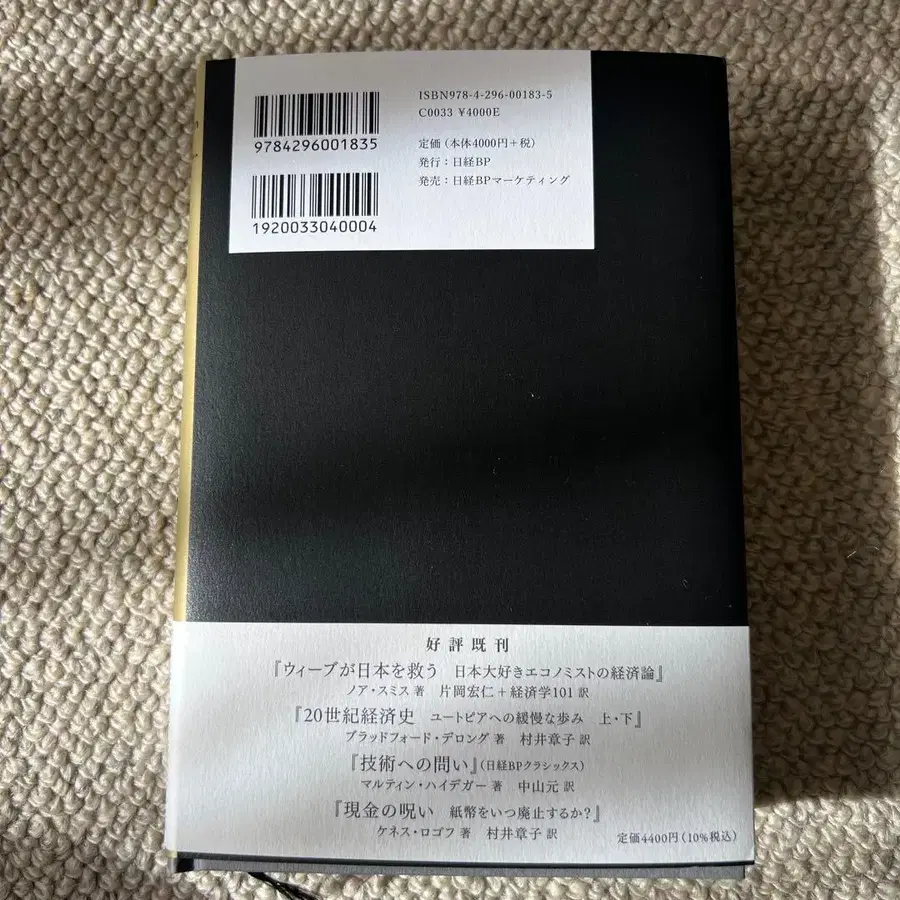 ISBN978-4-296-00183-5
C0033 ¥4000E
9784296001835
定価（本体4000円＋税）
発行：日経BP
発売：日経BPマーケティング
1920033040004
好評既刊
『ウィーブが日本を救う 日本大好きエコノミストの経済論』
ノア・スミス 著 片岡宏仁＋経済学101 訳
『20世紀経済史 ユートピアへの緩慢な歩み 上・下』
ブラッドフォード・デロング 著 村井章子 訳
『技術への問い』（日経BPクラシックス）
マルティン・ハイデガー 著 中山元 訳
『現金の呪い 紙幣をいつ廃止するか？』
ケネス・ロゴフ 著 村井章子 訳
定価4400円（10%税込）